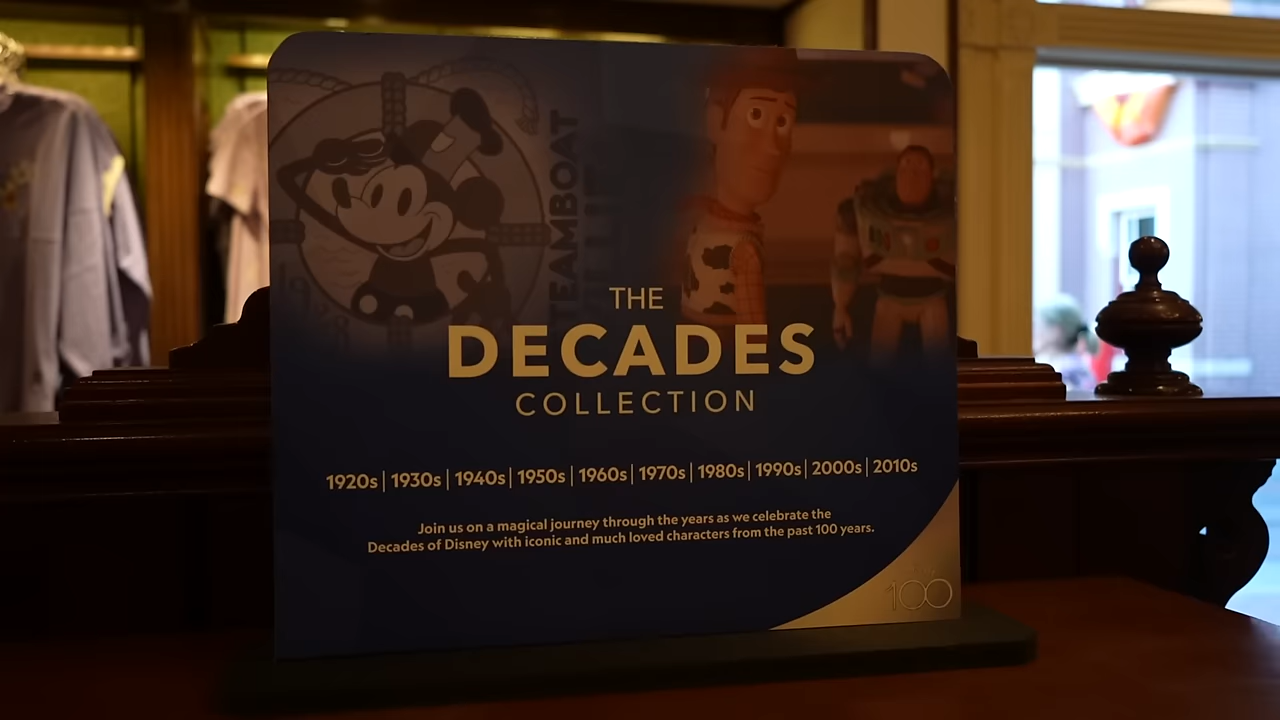 TEAMBOAT
THE
DECADES
COLLECTION
1920s | 1930s | 1940s | 1950s | 1960s | 1970s | 1980s | 1990s | 2000s | 2010s
Join us on a magical journey through the years as we celebrate the
Decades of Disney with iconic and much loved characters from the past 100 years.
100